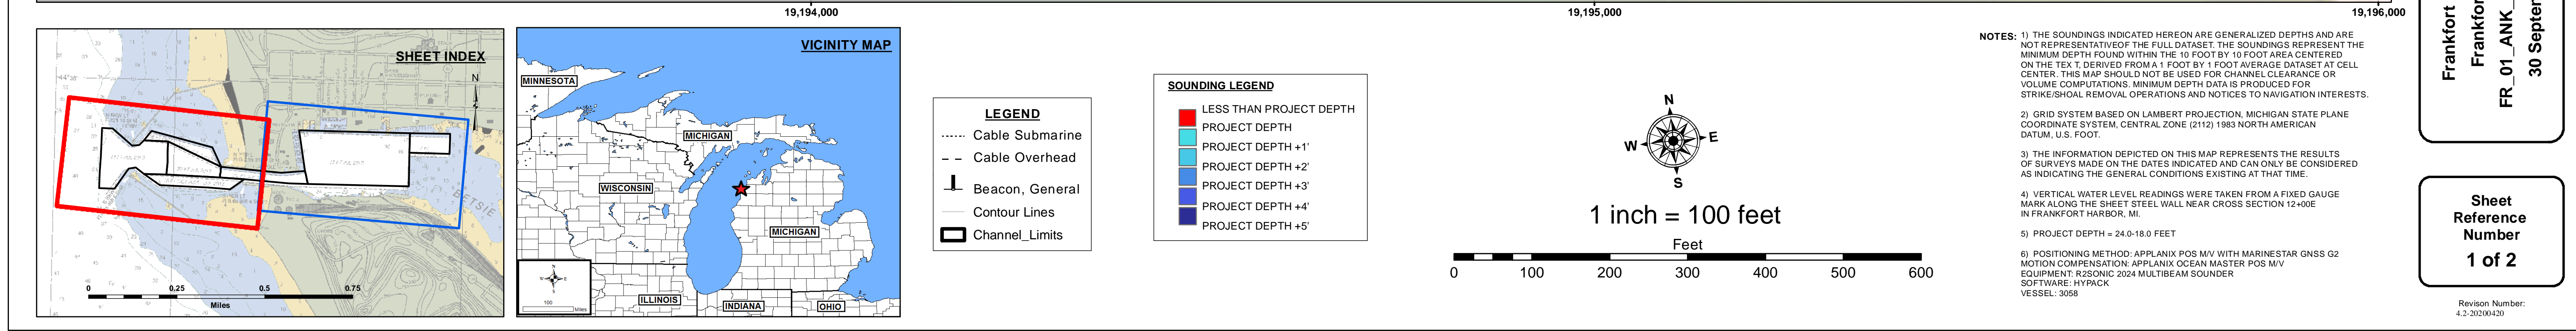 19,194,000
19,195,000
19,196,000
SHEET INDEX
N
BETSIE
0 0.25 0.5 0.75
Miles
VICINITY MAP
MINNESOTA
MICHIGAN
WISCONSIN
MICHIGAN
ILLINOIS
INDIANA
OHIO
N
W E
S
100
Miles
LEGEND
Cable Submarine
Cable Overhead
Beacon, General
Contour Lines
Channel_Limits
SOUNDING LEGEND
LESS THAN PROJECT DEPTH
PROJECT DEPTH
PROJECT DEPTH +1'
PROJECT DEPTH +2'
PROJECT DEPTH +3'
PROJECT DEPTH +4'
PROJECT DEPTH +5'
N
W E
S
1 inch = 100 feet
Feet
0 100 200 300 400 500 600
NOTES: 1) THE SOUNDINGS INDICATED HEREON ARE GENERALIZED DEPTHS AND ARE
NOT REPRESENTATIVEOF THE FULL DATASET. THE SOUNDINGS REPRESENT THE
MINIMUM DEPTH FOUND WITHIN THE 10 FOOT BY 10 FOOT AREA CENTERED
ON THE TEX T, DERIVED FROM A 1 FOOT BY 1 FOOT AVERAGE DATASET AT CELL
CENTER. THIS MAP SHOULD NOT BE USED FOR CHANNEL CLEARANCE OR
VOLUME COMPUTATIONS. MINIMUM DEPTH DATA IS PRODUCED FOR
STRIKE/SHOAL REMOVAL OPERATIONS AND NOTICES TO NAVIGATION INTERESTS.
2) GRID SYSTEM BASED ON LAMBERT PROJECTION, MICHIGAN STATE PLANE
COORDINATE SYSTEM, CENTRAL ZONE (2112) 1983 NORTH AMERICAN
DATUM, U.S. FOOT.
3) THE INFORMATION DEPICTED ON THIS MAP REPRESENTS THE RESULTS
OF SURVEYS MADE ON THE DATES INDICATED AND CAN ONLY BE CONSIDERED
AS INDICATING THE GENERAL CONDITIONS EXISTING AT THAT TIME.
4) VERTICAL WATER LEVEL READINGS WERE TAKEN FROM A FIXED GAUGE
MARK ALONG THE SHEET STEEL WALL NEAR CROSS SECTION 12+00E
IN FRANKFORT HARBOR, MI.
5) PROJECT DEPTH = 24.0-18.0 FEET
6) POSITIONING METHOD: APPLANIX POS M/V WITH MARINESTAR GNSS G2
MOTION COMPENSATION: APPLANIX OCEAN MASTER POS M/V
EQUIPMENT: R2SONIC 2024 MULTIBEAM SOUNDER
SOFTWARE: HYPACK
VESSEL: 3058
Frankfort
Frankfor
FR_01_ANK_
30 Septem
Sheet
Reference
Number
1 of 2
Revison Number:
4.2-20200420